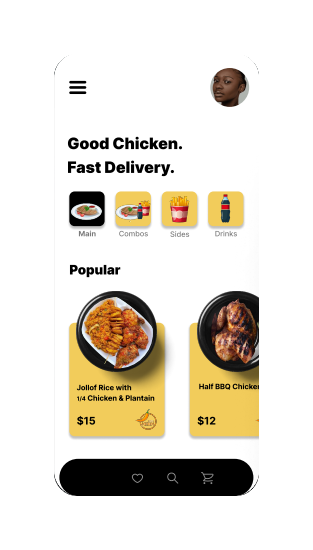 Good Chicken.
Fast Delivery.
Main
Combos
Sides
Drinks
Popular
Jollof Rice with
1/4 Chicken & Plantain
$15
Half BBQ Chicken
$12